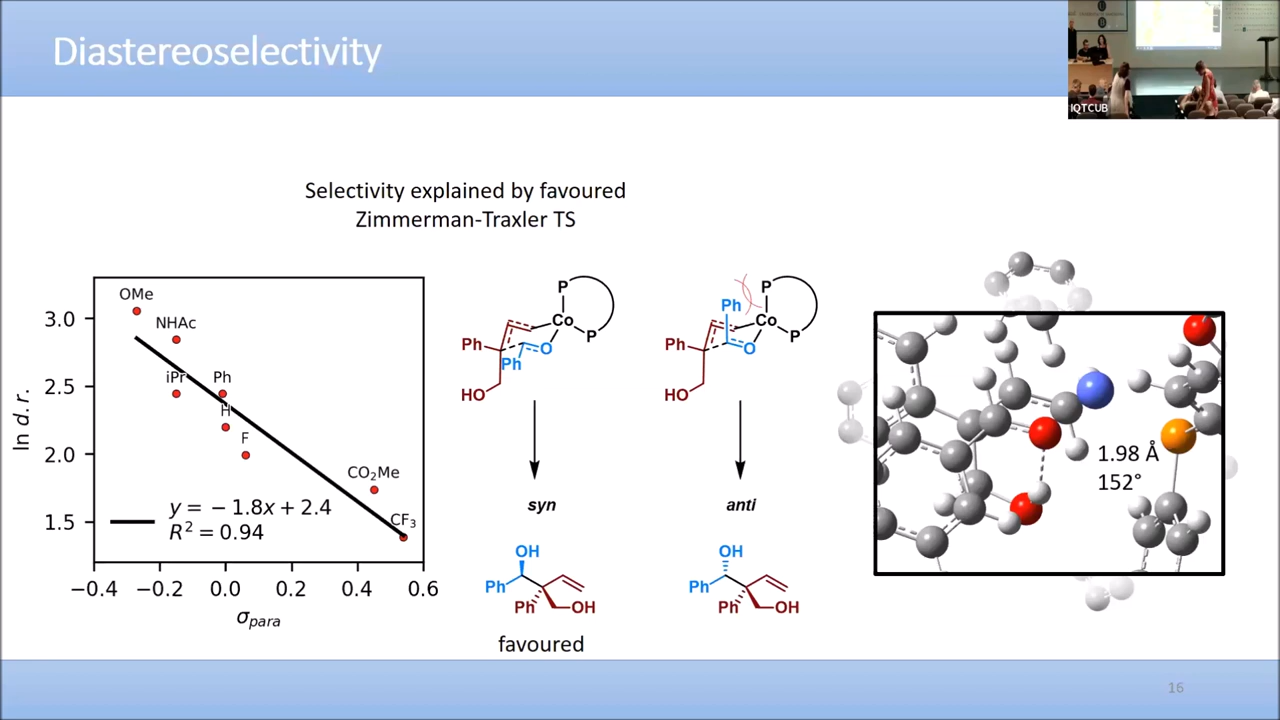 Diastereoselectivity
IQTCUB
Selectivity explained by favoured
Zimmerman-Traxler TS
ln d. r.
3.0
2.5
2.0
1.5
OMe
NHAc
iPr
Ph
H
F
CO₂Me
CF₃
y = −1.8x + 2.4
R² = 0.94
−0.4 −0.2 0.0 0.2 0.4 0.6
σpara
P
Co
P
Ph
O
Ph
HO
syn
OH
Ph
Ph
OH
favoured
P
Ph
Co
P
Ph
O
HO
anti
OH
Ph
Ph
OH
1.98 Å
152°
16